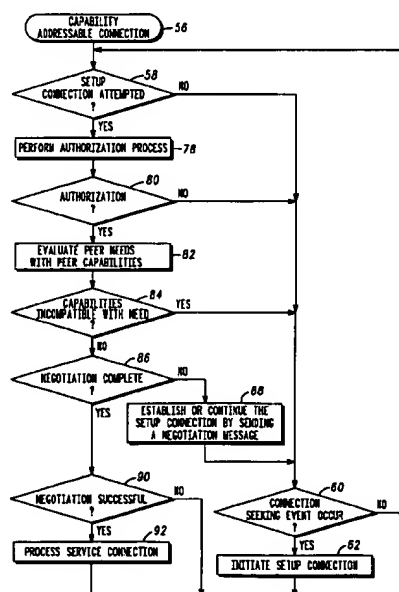 CAPABILITY
ADDRESSABLE CONNECTION
56
58
SETUP
CONNECTION ATTEMPTED
?
NO
YES
PERFORM AUTHORIZATION PROCESS
78
80
AUTHORIZATION
?
NO
YES
EVALUATE PEER NEEDS
WITH PEER CAPABILITIES
82
84
CAPABILITIES
INCOMPATIBLE WITH NEED
?
YES
NO
86
NEGOTIATION COMPLETE
?
NO
YES
88
ESTABLISH OR CONTINUE THE
SETUP CONNECTION BY SENDING
A NEGOTIATION MESSAGE
90
NEGOTIATION SUCCESSFUL
?
NO
YES
92
PROCESS SERVICE CONNECTION
60
CONNECTION
SEEKING EVENT OCCUR
?
NO
YES
62
INITIATE SETUP CONNECTION